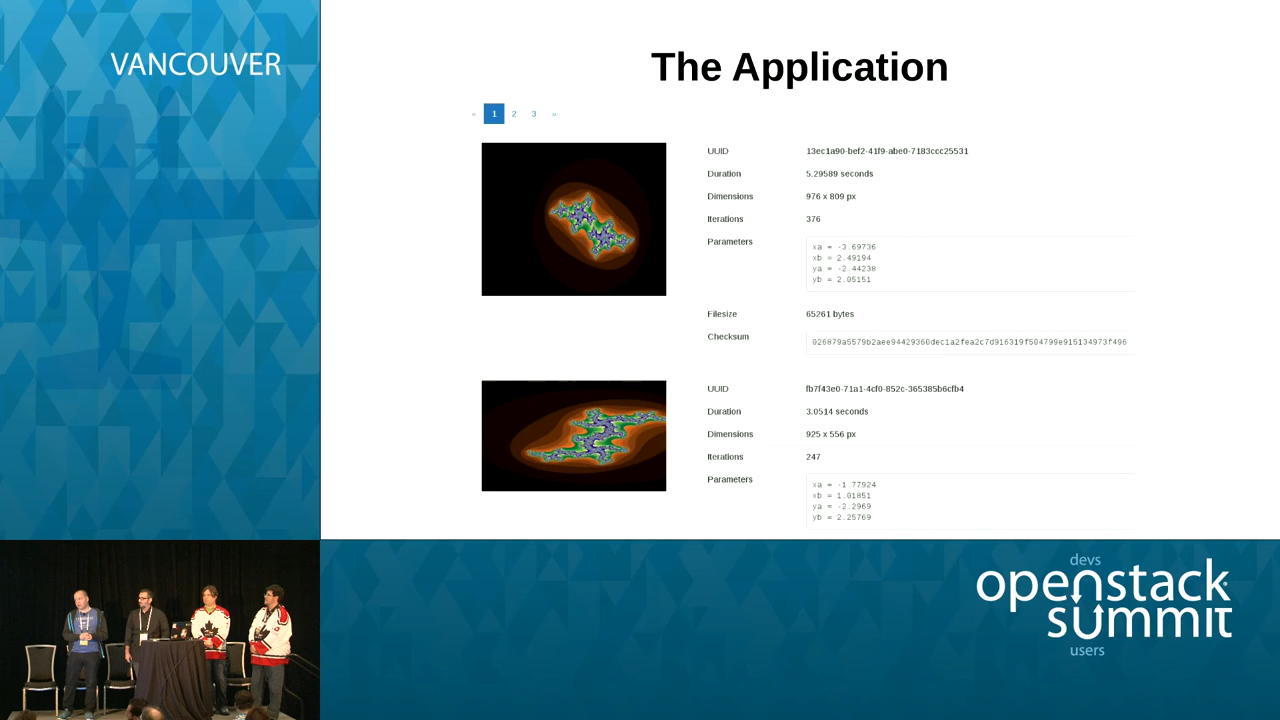 VANCOUVER
The Application
« 1 2 3 »
UUID 13ec1a90-bef2-41f9-abe0-7183ccc25531
Duration 5.29589 seconds
Dimensions 976 x 809 px
Iterations 376
Parameters
xa = -3.69736
xb = 2.49194
ya = -2.44238
yb = 2.05151
Filesize 65261 bytes
Checksum 026879a5579b2aee94429360dec1a2fea2c7d916319f504799e915134973f496
UUID fb7f43e0-71a1-4cf0-852c-365385b6cfb4
Duration 3.0514 seconds
Dimensions 925 x 556 px
Iterations 247
Parameters
xa = -1.77924
xb = 1.01851
ya = -2.2969
yb = 2.25769
devs
openstack
summit
users